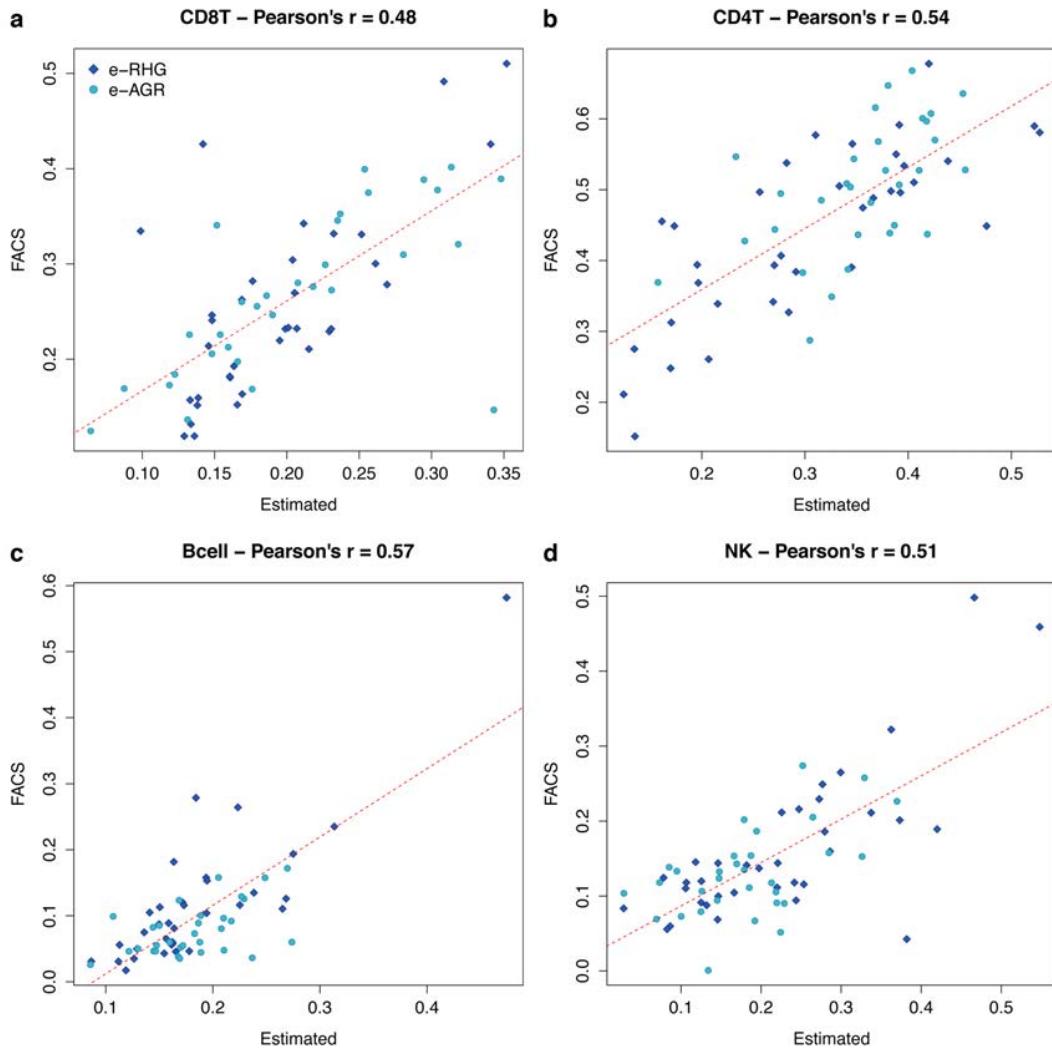 a CD8T – Pearson's r = 0.48
e−RHG
e−AGR
FACS
0.5
0.4
0.3
0.2
0.10 0.15 0.20 0.25 0.30 0.35
Estimated
b CD4T – Pearson's r = 0.54
FACS
0.6
0.5
0.4
0.3
0.2
0.2 0.3 0.4 0.5
Estimated
c Bcell – Pearson's r = 0.57
FACS
0.6
0.5
0.4
0.3
0.2
0.1
0.0
0.1 0.2 0.3 0.4
Estimated
d NK – Pearson's r = 0.51
FACS
0.5
0.4
0.3
0.2
0.1
0.0
0.1 0.2 0.3 0.4 0.5
Estimated